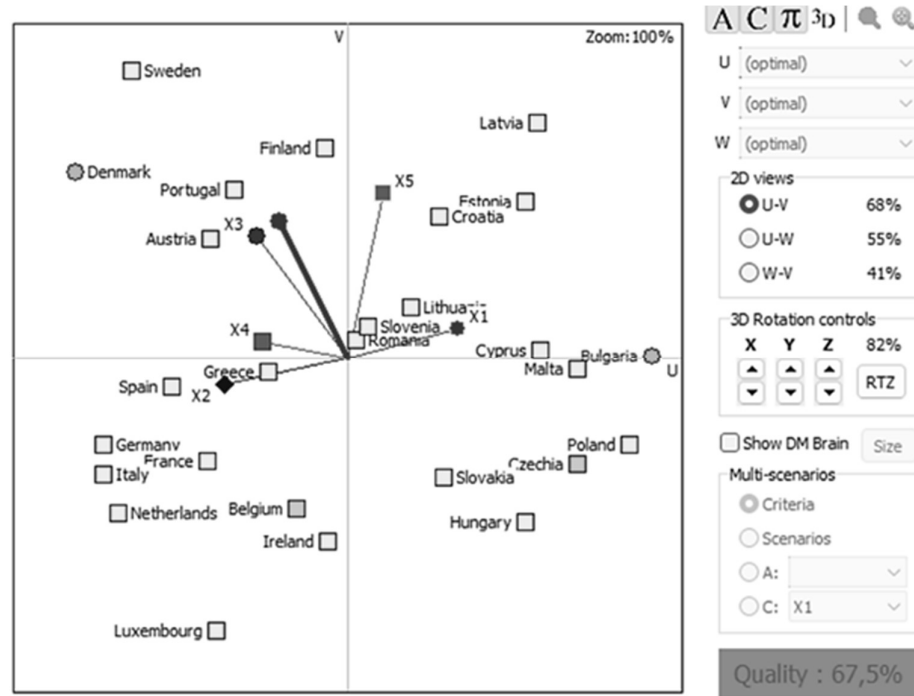 V
Zoom:100%
Sweden
Latvia
Finland
Denmark
Portugal
X5
Estonia
X3
Croatia
Austria
Lithua
X1
Slovenia
X4
Romania
Cyprus
Bulgaria
Greece
Malta
U
Spain
X2
Germany
Poland
France
Czechia
Italy
Slovakia
Netherlands
Belgium
Hungary
Ireland
Luxembourg
A C π 3D
U (optimal)
V (optimal)
W (optimal)
2D views
U-V 68%
U-W 55%
W-V 41%
3D Rotation controls
X Y Z 82%
RTZ
Show DM Brain Size
Multi-scenarios
Criteria
Scenarios
A:
C: X1
Quality : 67,5%